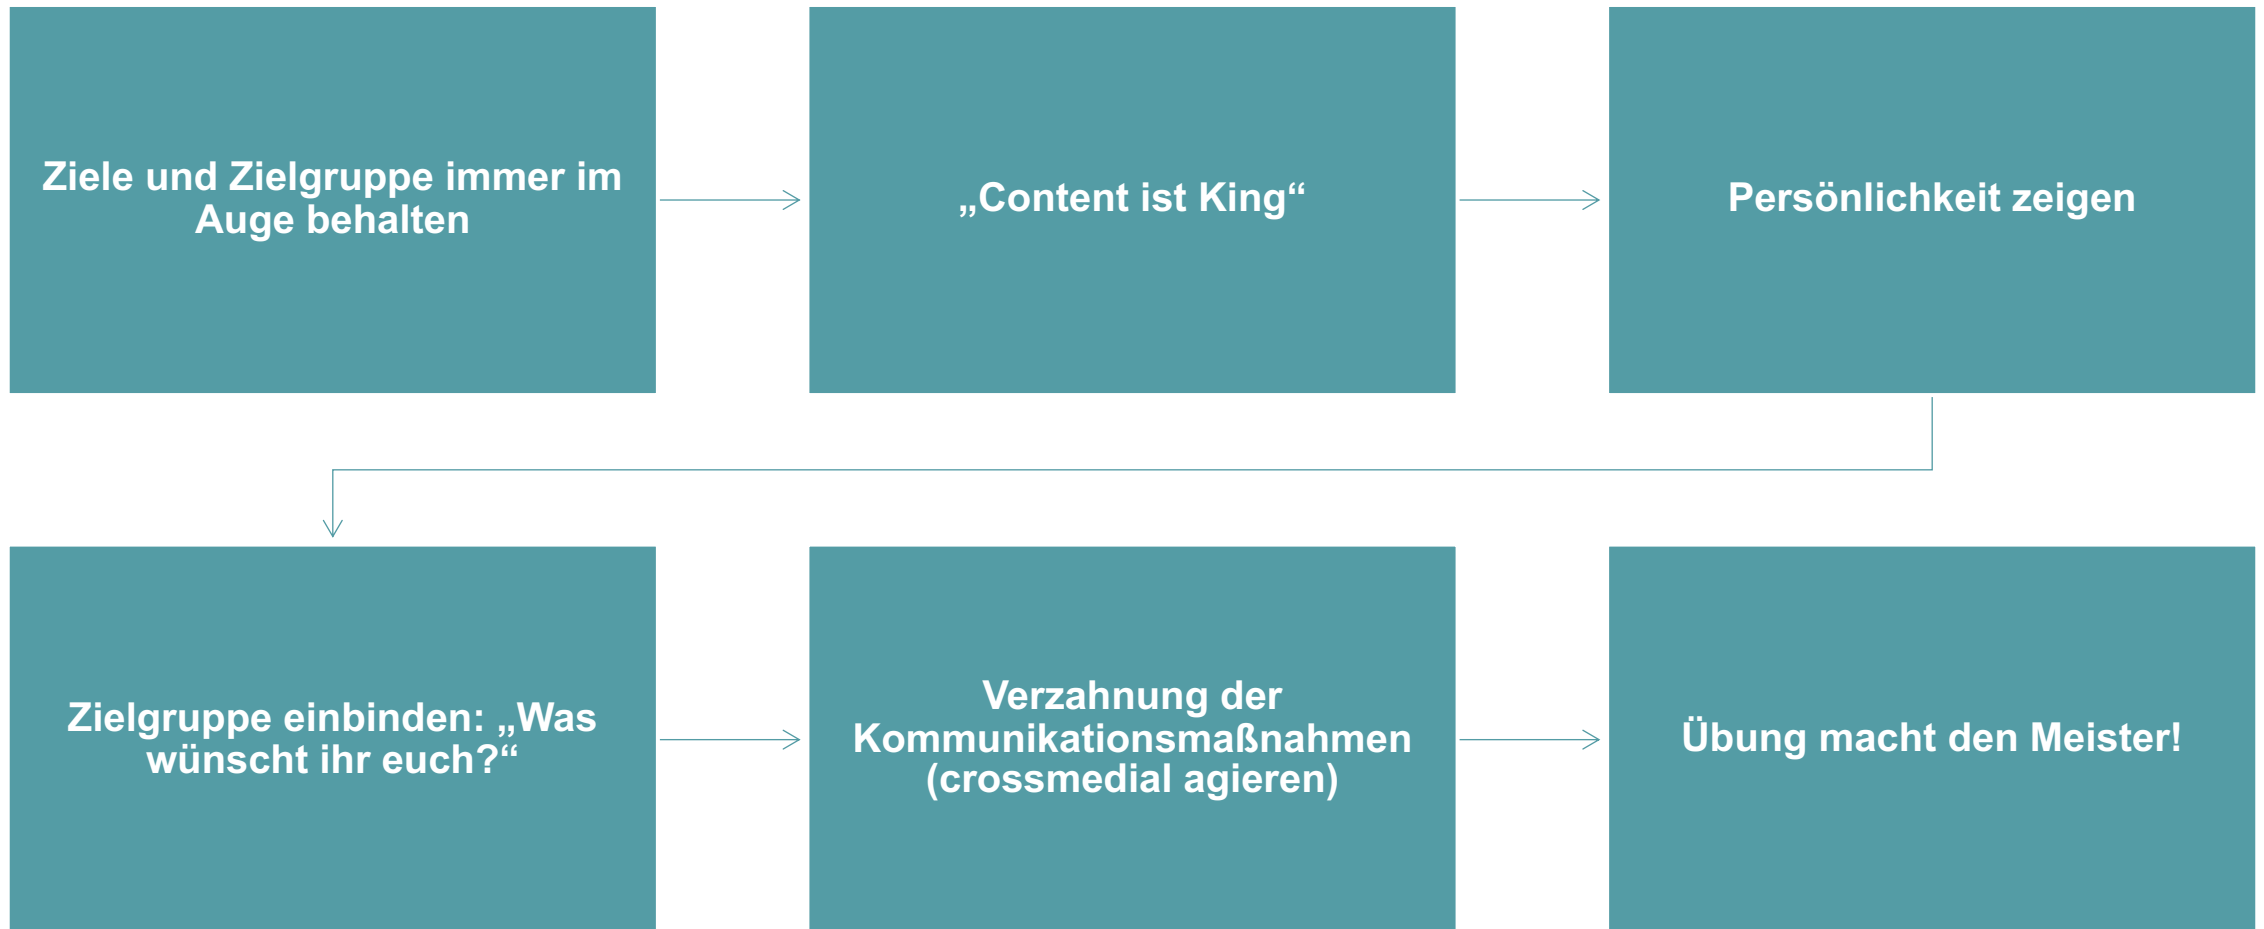 Ziele und Zielgruppe immer im
Auge behalten
„Content ist King“
Persönlichkeit zeigen
Zielgruppe einbinden: „Was
wünscht ihr euch?“
Verzahnung der
Kommunikationsmaßnahmen
(crossmedial agieren)
Übung macht den Meister!